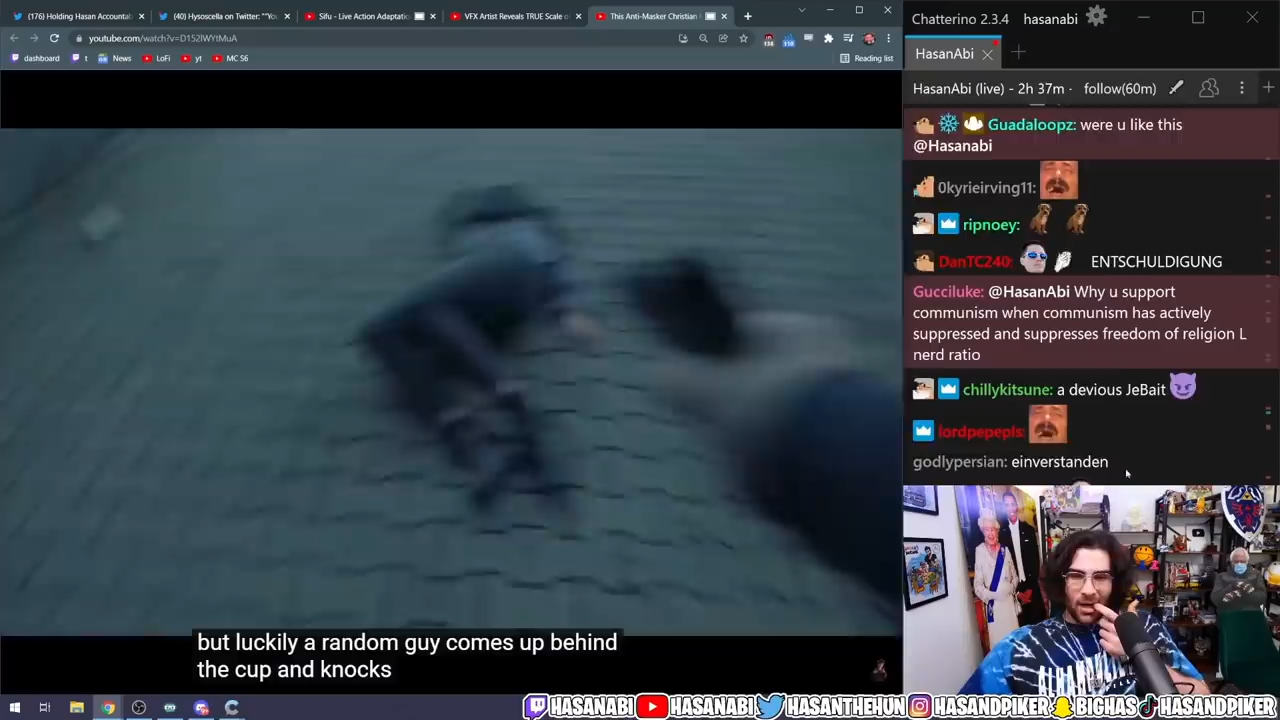 (176) Holding Hasan Accountab
(40) Hysoscella on Twitter: "“You
Sifu - Live Action Adaptatio
VFX Artist Reveals TRUE Scale o
This Anti-Masker Christian M
youtube.com/watch?v=D152lWYtMuA
dashboard
t
News
LoFi
yt
MC S6
Reading list
but luckily a random guy comes up behind
the cup and knocks
Chatterino 2.3.4
hasanabi
HasanAbi
HasanAbi (live) - 2h 37m -
follow(60m)
Guadaloopz: were u like this
@Hasanabi
0kyrieirving11:
ripnoey:
DanTC240:
ENTSCHULDIGUNG
Gucciluke: @HasanAbi Why u support
communism when communism has actively
suppressed and suppresses freedom of religion L
nerd ratio
chillykitsune: a devious JeBait
lordpepepls:
godlypersian: einverstanden
HASANABI
HASANABI
HASANTHEHUN
HASANDPIKER
BIGHAS
HASANDPIKER